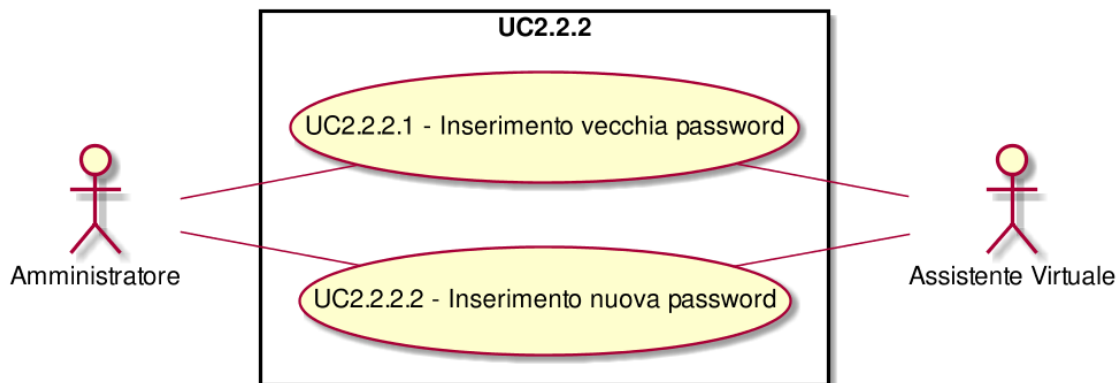 UC2.2.2
UC2.2.2.1 - Inserimento vecchia password
Amministratore
Assistente Virtuale
UC2.2.2.2 - Inserimento nuova password